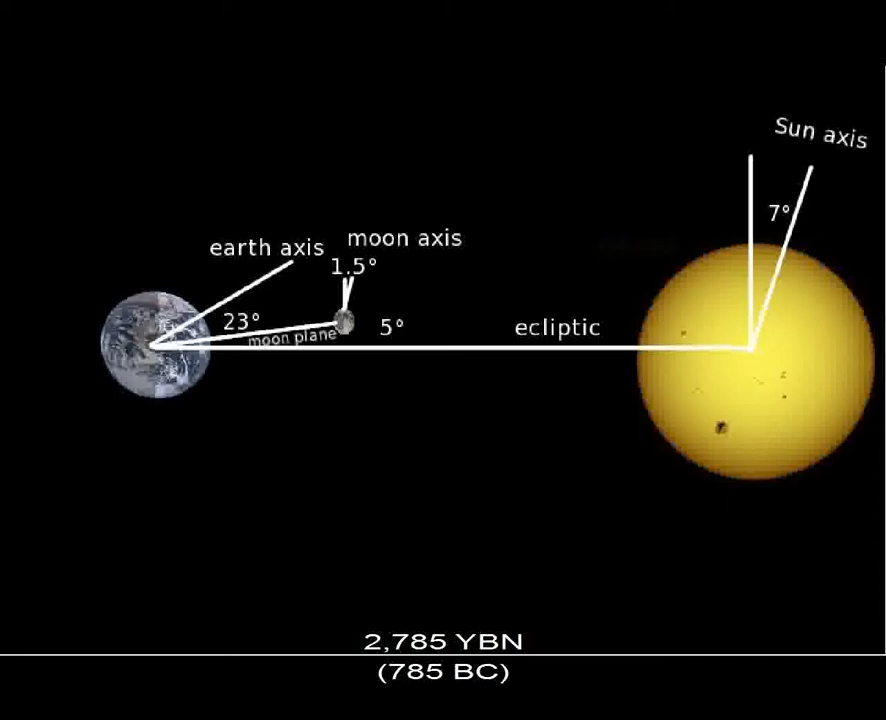 Sun axis
7°
earth axis
moon axis
1.5°
23°
moon plane
5°
ecliptic
2,785 YBN
(785 BC)